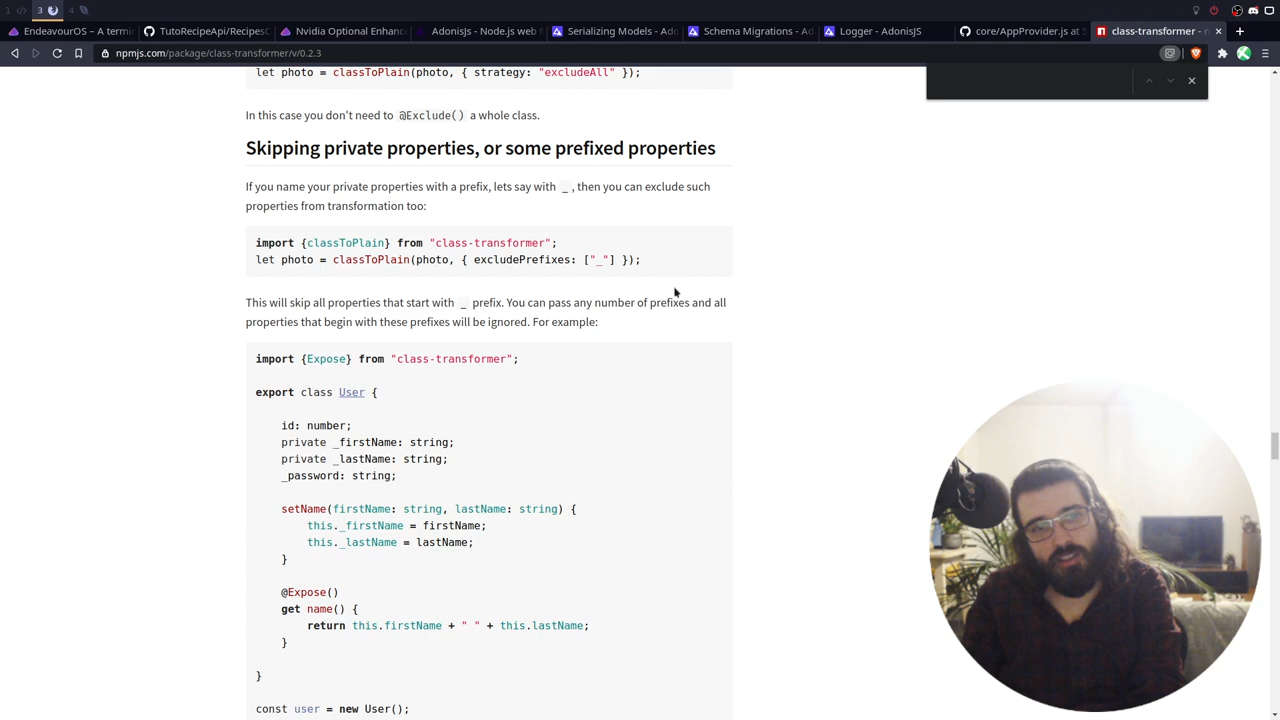 1 </> 3 4
EndeavourOS – A termi
TutoRecipeApi/RecipesC
Nvidia Optional Enhance
AdonisJs - Node.js web f
Serializing Models - Ado
Schema Migrations - Ad
Logger - AdonisJS
core/AppProvider.js at 5
class-transformer - n
npmjs.com/package/class-transformer/v/0.2.3
let photo = classToPlain(photo, { strategy: "excludeAll" });
In this case you don't need to @Exclude() a whole class.
Skipping private properties, or some prefixed properties
If you name your private properties with a prefix, lets say with _ , then you can exclude such
properties from transformation too:
import {classToPlain} from "class-transformer";
let photo = classToPlain(photo, { excludePrefixes: ["_"] });
This will skip all properties that start with _ prefix. You can pass any number of prefixes and all
properties that begin with these prefixes will be ignored. For example:
import {Expose} from "class-transformer";
export class User {
id: number;
private _firstName: string;
private _lastName: string;
_password: string;
setName(firstName: string, lastName: string) {
this._firstName = firstName;
this._lastName = lastName;
}
@Expose()
get name() {
return this.firstName + " " + this.lastName;
}
}
const user = new User();